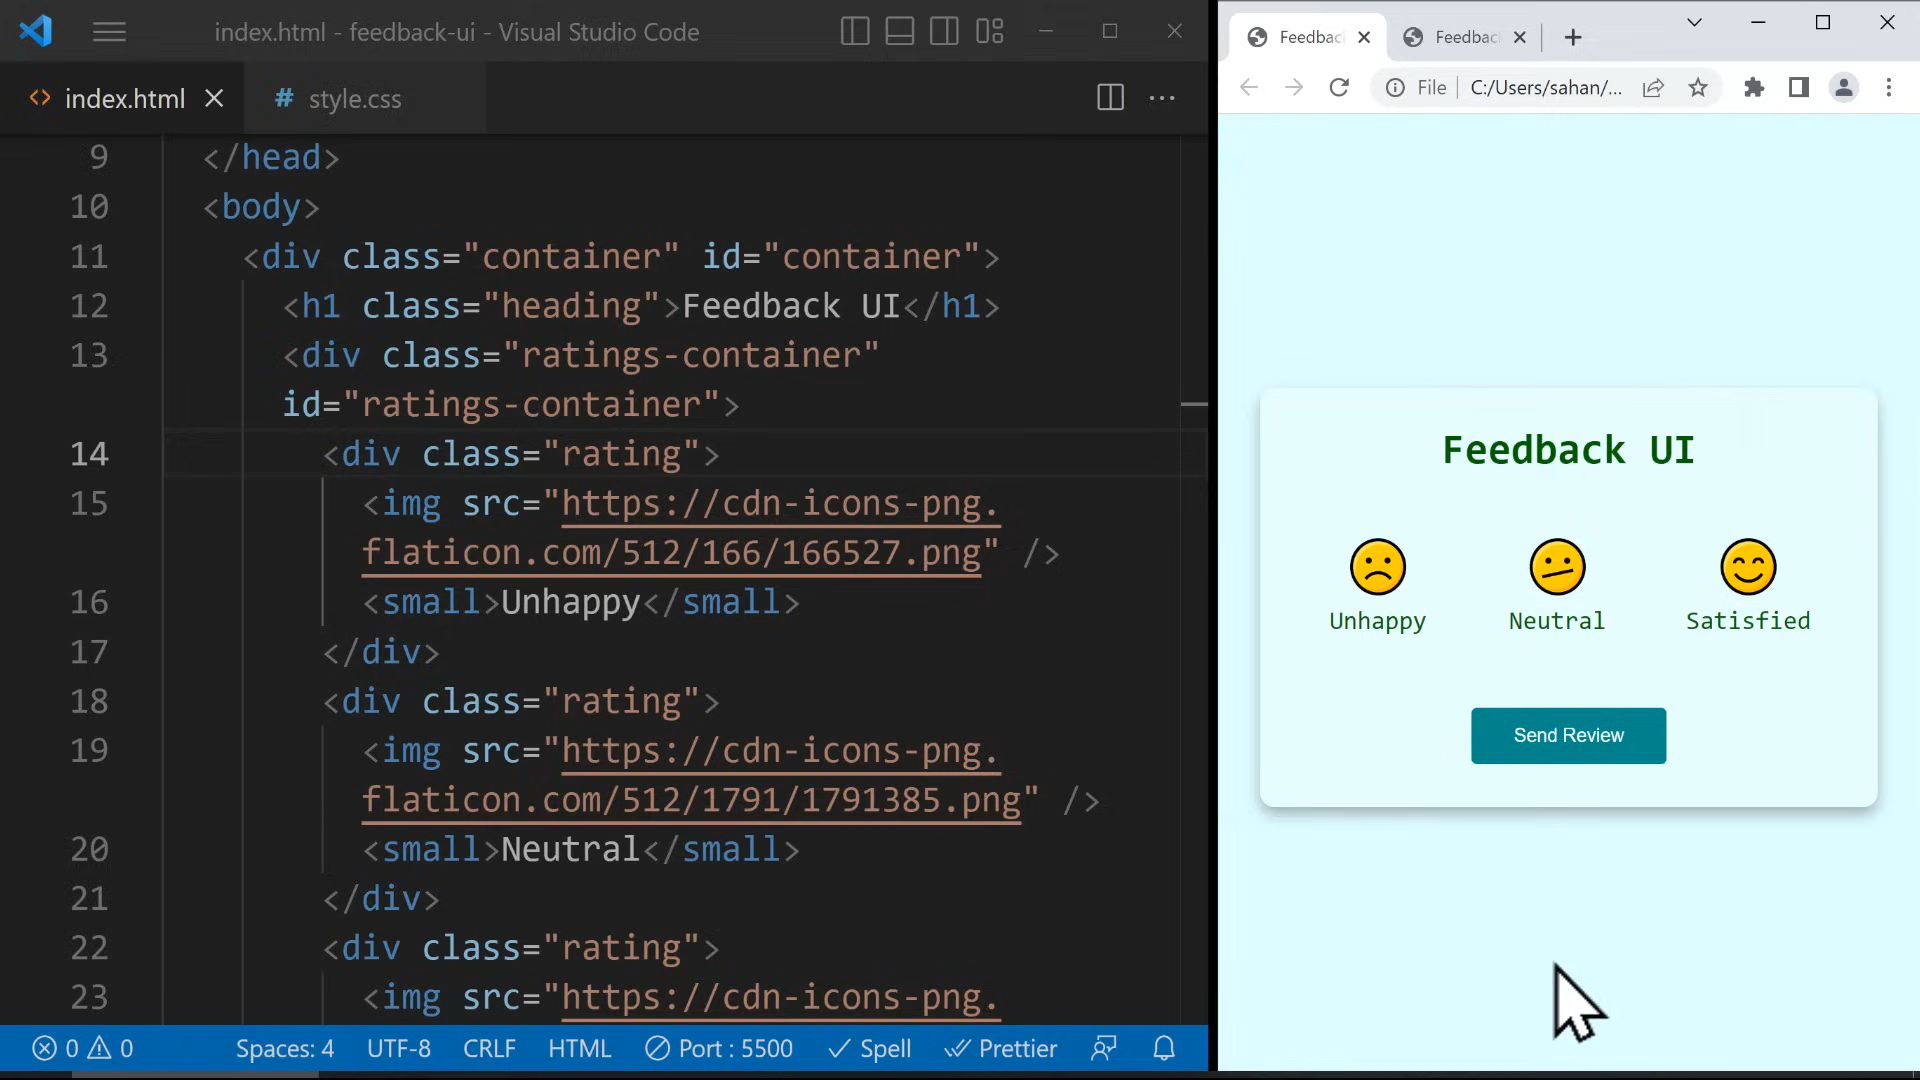 index.html - feedback-ui - Visual Studio Code
index.html
# style.css
9 </head>
10 <body>
11 <div class="container" id="container">
12 <h1 class="heading">Feedback UI</h1>
13 <div class="ratings-container"
id="ratings-container">
14 <div class="rating">
15 <img src="https://cdn-icons-png.
flaticon.com/512/166/166527.png" />
16 <small>Unhappy</small>
17 </div>
18 <div class="rating">
19 <img src="https://cdn-icons-png.
flaticon.com/512/1791/1791385.png" />
20 <small>Neutral</small>
21 </div>
22 <div class="rating">
23 <img src="https://cdn-icons-png.
0 0 Spaces: 4 UTF-8 CRLF HTML Port : 5500 Spell Prettier
Feedbac
Feedbac
File C:/Users/sahan/...
Feedback UI
Unhappy Neutral Satisfied
Send Review